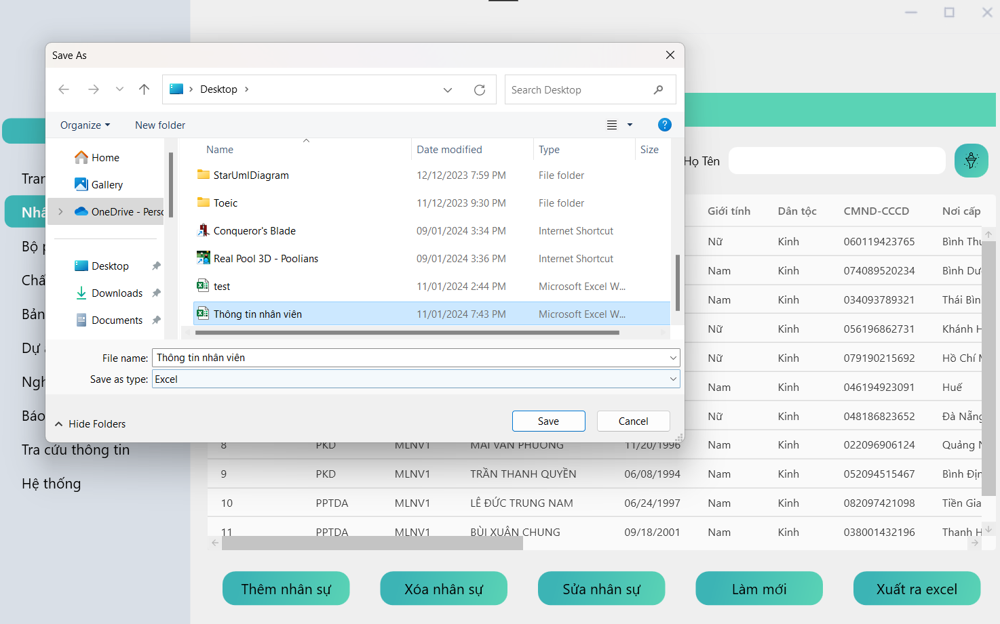 Save As
Desktop
Search Desktop
Organize
New folder
?
Name
Date modified
Type
Size
Home
Gallery
OneDrive - Perso
Desktop
Downloads
Documents
StarUmlDiagram 12/12/2023 7:59 PM File folder
Toeic 11/12/2023 9:30 PM File folder
Conqueror's Blade 09/01/2024 3:34 PM Internet Shortcut
Real Pool 3D - Poolians 09/01/2024 3:36 PM Internet Shortcut
test 11/01/2024 2:44 PM Microsoft Excel W...
Thông tin nhân viên 11/01/2024 7:43 PM Microsoft Excel W...
File name: Thông tin nhân viên
Save as type: Excel
Hide Folders
Save
Cancel
Bộ
Dự
Báo
Tra cứu thông tin
Hệ thống
Họ Tên
Giới tính Dân tộc CMND-CCCD Nơi cấp
Nữ Kinh 060119423765 Bình Thu
Nam Kinh 074089520234 Bình Dư
Nam Kinh 034093789321 Thái Bìn
Nữ Kinh 056196862731 Khánh H
Nữ Kinh 079190215692 Hồ Chí M
Nam Kinh 046194923091 Huế
Nữ Kinh 048186823652 Đà Nẵng
8 PKD MLNV1 MAI VĂN PHƯƠNG 11/20/1996 Nam Kinh 022096906124 Quảng N
9 PKD MLNV1 TRẦN THANH QUYỀN 06/08/1994 Nam Kinh 052094515467 Bình Địn
10 PPTDA MLNV1 LÊ ĐỨC TRUNG NAM 06/24/1997 Nam Kinh 082097421098 Tiền Gia
11 PPTDA MLNV1 BÙI XUÂN CHUNG 09/18/2001 Nam Kinh 038001432196 Thanh H
Thêm nhân sự
Xóa nhân sự
Sửa nhân sự
Làm mới
Xuất ra excel